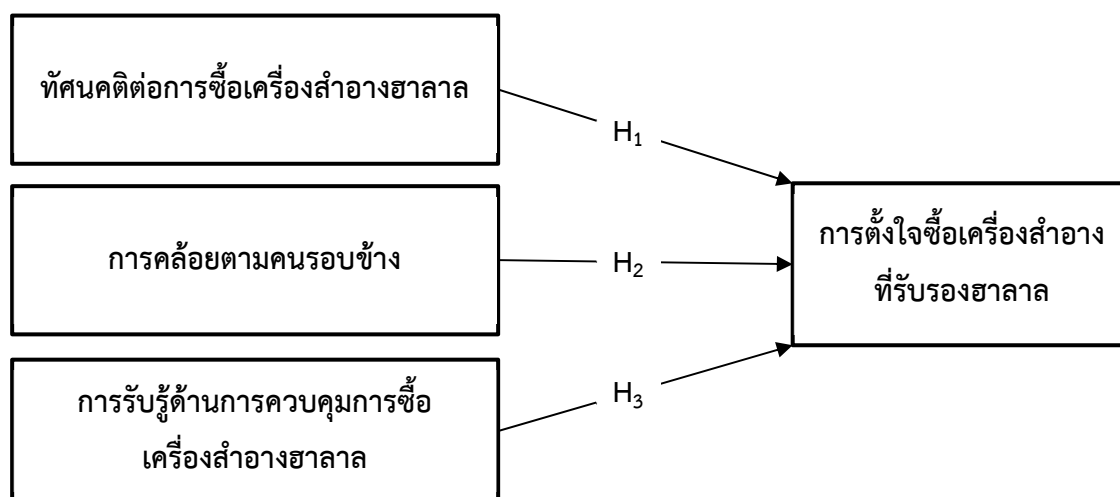 ทัศนคติต่อการซื้อเครื่องสำอางฮาลาล
H₁
การคล้อยตามคนรอบข้าง
H₂
การตั้งใจซื้อเครื่องสำอาง
ที่รับรองฮาลาล
การรับรู้ด้านการควบคุมการซื้อ
เครื่องสำอางฮาลาล
H₃